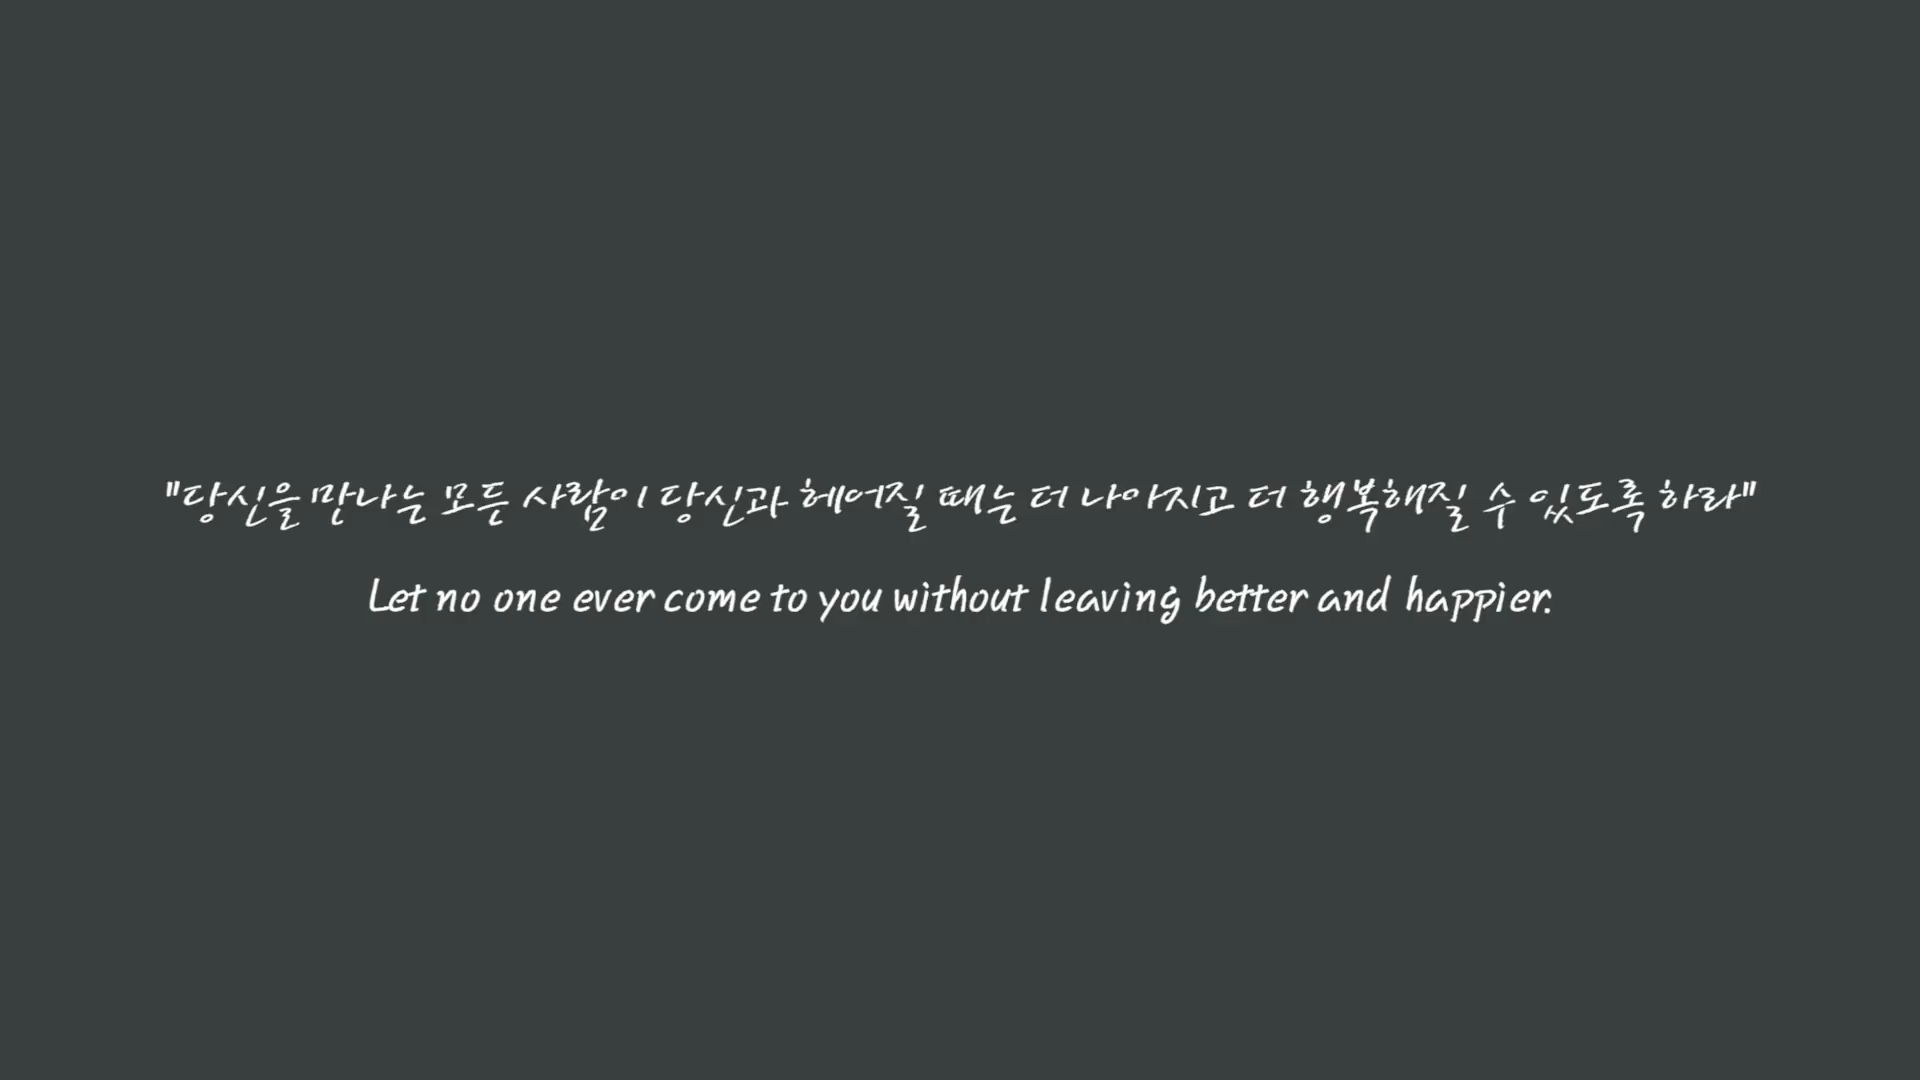 "당신을 만나는 모든 사람이 당신과 헤어질 때는 더 나아지고 더 행복해질 수 있도록 하라"
Let no one ever come to you without leaving better and happier.